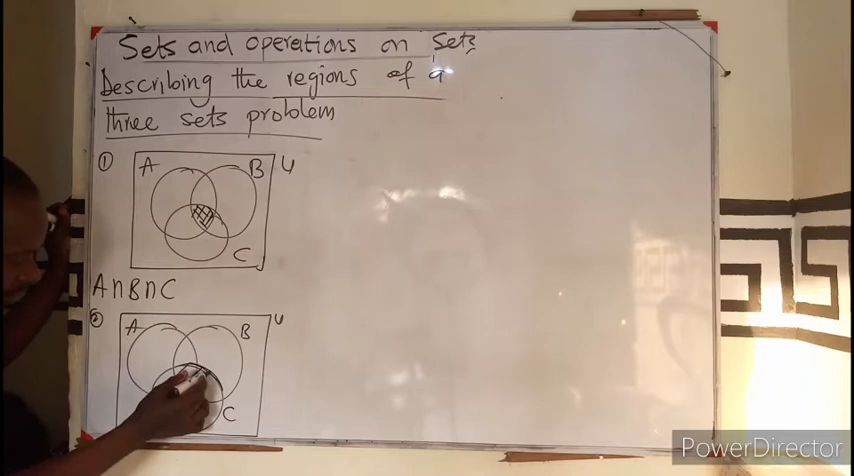 Sets and operations on Sets
Describing the regions of a
three sets problem
①
A
B
U
C
A∩B∩C
②
A
B
U
C
PowerDirector